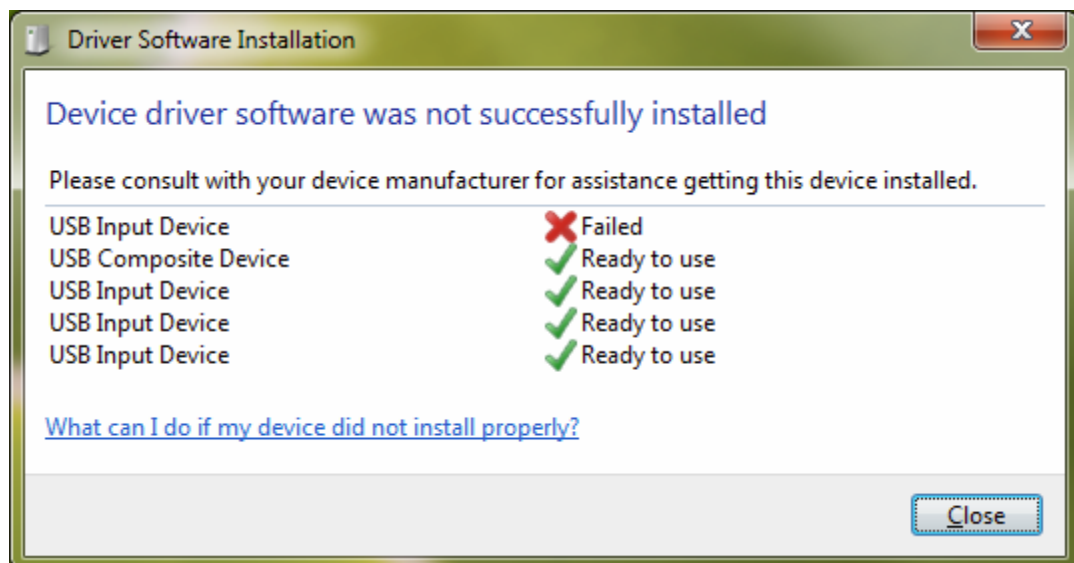 Driver Software Installation
Device driver software was not successfully installed
Please consult with your device manufacturer for assistance getting this device installed.
USB Input Device Failed
USB Composite Device Ready to use
USB Input Device Ready to use
USB Input Device Ready to use
USB Input Device Ready to use
What can I do if my device did not install properly?
Close